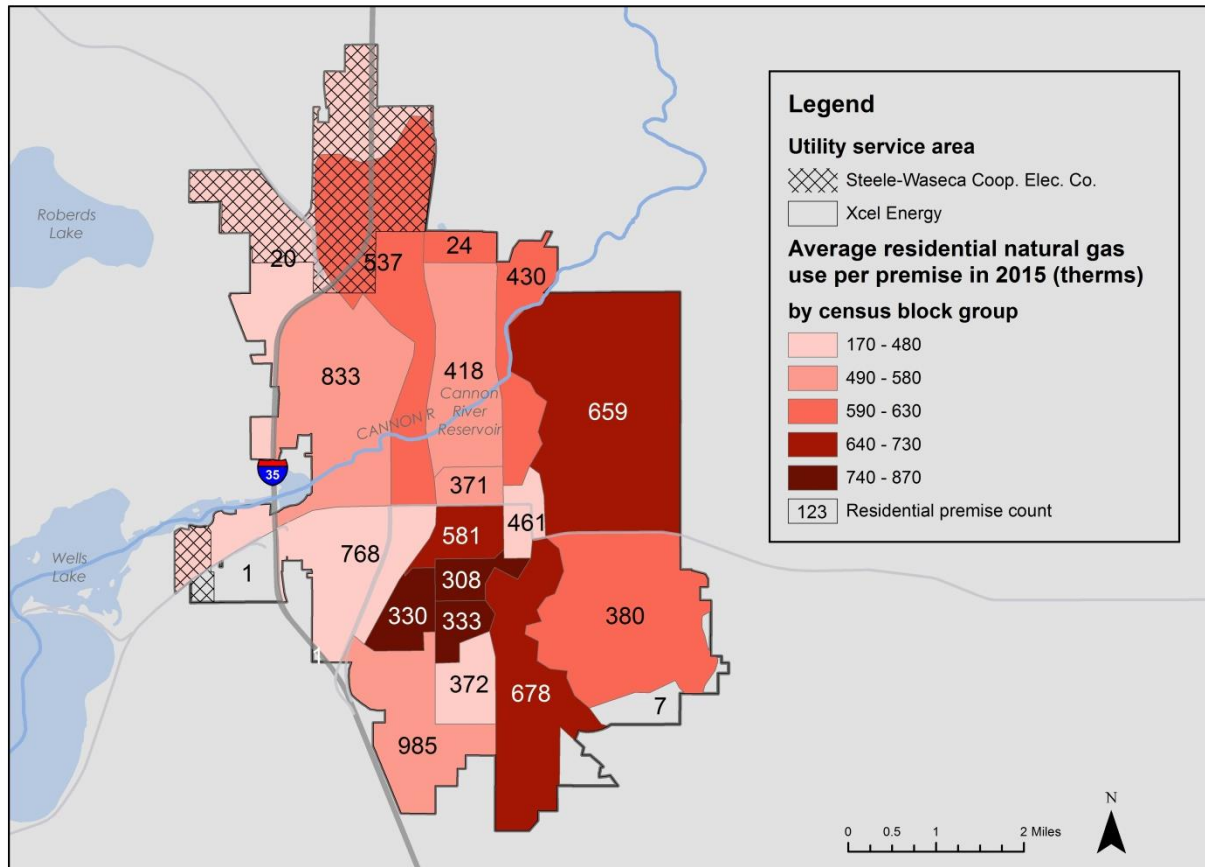 Legend
Utility service area
Steele-Waseca Coop. Elec. Co.
Xcel Energy
Average residential natural gas
use per premise in 2015 (therms)
by census block group
170 - 480
490 - 580
590 - 630
640 - 730
740 - 870
123 Residential premise count
Roberds
Lake
20
537
24
430
833
418
659
CANNON R
Cannon
River
Reservoir
35
371
461
581
768
Wells
Lake
1
308
330
333
380
1
372
678
7
985
N
0 0.5 1 2 Miles